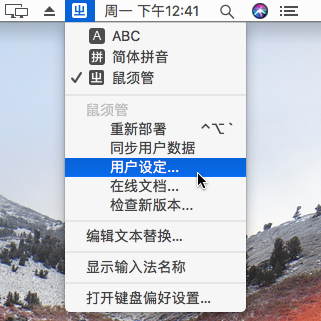 周一 下午12:41
A ABC
拼 简体拼音
✓ 㞢 鼠须管
鼠须管
重新部署 ^⌥`
同步用户数据
用户设定...
在线文档...
检查新版本...
编辑文本替换...
显示输入法名称
打开键盘偏好设置...